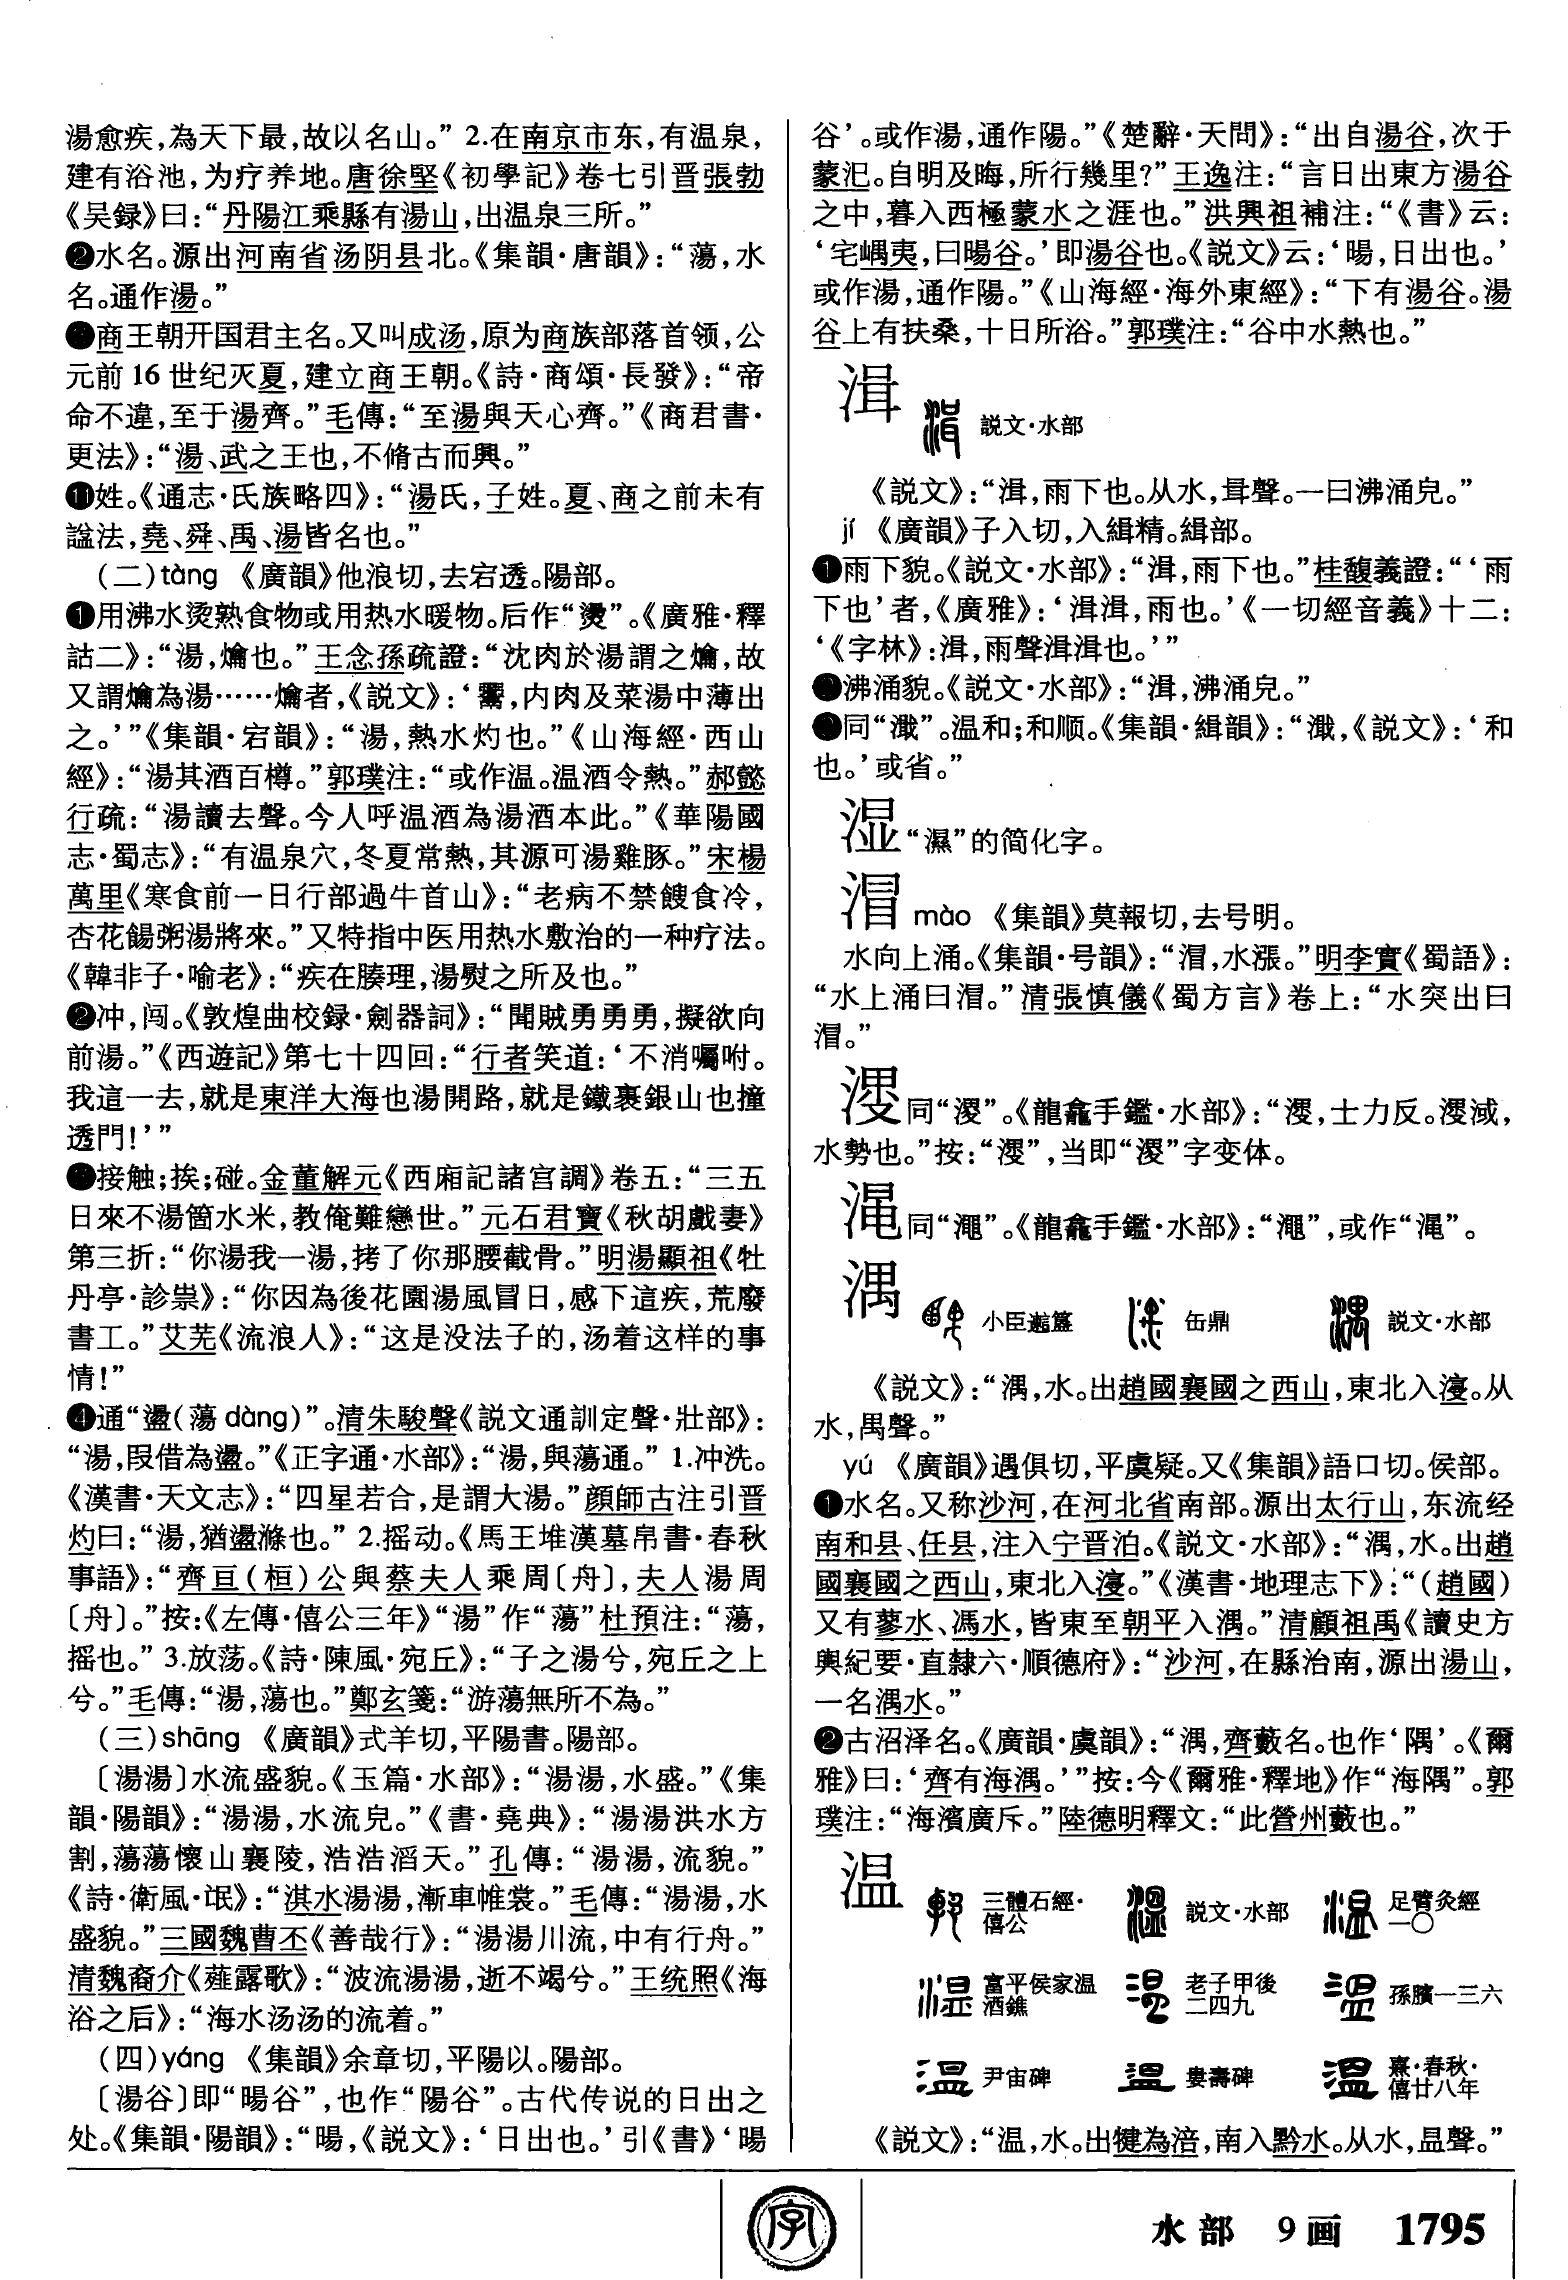 湯愈疾，為天下最，故以名山。” 2.在南京市东，有温泉，
建有浴池，为疗养地。唐徐堅《初學記》卷七引晋張勃
《吴録》曰：“丹陽江乘縣有湯山，出温泉三所。”
❷水名。源出河南省汤阴县北。《集韻·唐韻》：“蕩，水
名。通作湯。”
商王朝开国君主名。又叫成汤，原为商族部落首领，公
元前16世纪灭夏，建立商王朝。《詩·商頌·長發》：“帝
命不違，至于湯齊。”毛傳：“至湯與天心齊。”《商君書·
更法》：“湯、武之王也，不脩古而興。”
⓫姓。《通志·氏族略四》：“湯氏，子姓。夏、商之前未有
諡法，堯、舜、禹、湯皆名也。”
（二）tàng 《廣韻》他浪切，去宕透。陽部。
❶用沸水烫熟食物或用热水暖物。后作“燙”。《廣雅·釋
詁二》：“湯，爚也。”王念孫疏證：“沈肉於湯謂之爚，故
又謂爚為湯……爚者，《説文》：‘䰞，内肉及菜湯中薄出
之。’”《集韻·宕韻》：“湯，熱水灼也。”《山海經·西山
經》：“湯其酒百樽。”郭璞注：“或作温。温酒令熱。”郝懿
行疏：“湯讀去聲。今人呼温酒為湯酒本此。”《華陽國
志·蜀志》：“有温泉穴，冬夏常熱，其源可湯雞豚。”宋楊
萬里《寒食前一日行部過牛首山》：“老病不禁餿食冷，
杏花餳粥湯將來。”又特指中医用热水敷治的一种疗法。
《韓非子·喻老》：“疾在腠理，湯熨之所及也。”
❷冲，闯。《敦煌曲校録·劍器詞》：“聞賊勇勇勇，擬欲向
前湯。”《西遊記》第七十四回：“行者笑道：‘不消囑咐。
我這一去，就是東洋大海也湯開路，就是鐵裹銀山也撞
透門！’”
❸接触；挨；碰。金董解元《西廂記諸宫調》卷五：“三五
日來不湯箇水米，教俺難戀世。”元石君寶《秋胡戲妻》
第三折：“你湯我一湯，拷了你那腰截骨。”明湯顯祖《牡
丹亭·診祟》：“你因為後花園湯風冒日，感下這疾，荒廢
書工。”艾芜《流浪人》：“这是没法子的，汤着这样的事
情！”
❹通“盪（蕩dàng）”。清朱駿聲《説文通訓定聲·壯部》：
“湯，叚借為盪。”《正字通·水部》：“湯，與蕩通。” 1.冲洗。
《漢書·天文志》：“四星若合，是謂大湯。”顔師古注引晋
灼曰：“湯，猶盪滌也。” 2.摇动。《馬王堆漢墓帛書·春秋
事語》：“齊亘（桓）公與蔡夫人乘周〔舟〕，夫人湯周
〔舟〕。”按：《左傳·僖公三年》“湯”作“蕩”杜預注：“蕩，
摇也。” 3.放荡。《詩·陳風·宛丘》：“子之湯兮，宛丘之上
兮。”毛傳：“湯，蕩也。”鄭玄箋：“游蕩無所不為。”
（三）shāng 《廣韻》式羊切，平陽書。陽部。
〔湯湯〕水流盛貌。《玉篇·水部》：“湯湯，水盛。”《集
韻·陽韻》：“湯湯，水流皃。”《書·堯典》：“湯湯洪水方
割，蕩蕩懷山襄陵，浩浩滔天。”孔傳：“湯湯，流貌。”
《詩·衛風·氓》：“淇水湯湯，漸車帷裳。”毛傳：“湯湯，水
盛貌。”三國魏曹丕《善哉行》：“湯湯川流，中有行舟。”
清魏裔介《薤露歌》：“波流湯湯，逝不竭兮。”王统照《海
浴之后》：“海水汤汤的流着。”
（四）yáng 《集韻》余章切，平陽以。陽部。
〔湯谷〕即“暘谷”，也作“陽谷”。古代传说的日出之
处。《集韻·陽韻》：“暘，《説文》：‘日出也。’引《書》‘暘
谷’。或作湯，通作陽。”《楚辭·天問》：“出自湯谷，次于
蒙汜。自明及晦，所行幾里？”王逸注：“言日出東方湯谷
之中，暮入西極蒙水之涯也。”洪興祖補注：“《書》云：
‘宅嵎夷，曰暘谷。’即湯谷也。《説文》云：‘暘，日出也。’
或作湯，通作陽。”《山海經·海外東經》：“下有湯谷。湯
谷上有扶桑，十日所浴。”郭璞注：“谷中水熱也。”
湒 説文·水部
《説文》：“湒，雨下也。从水，咠聲。一曰沸涌皃。”
jí 《廣韻》子入切，入緝精。緝部。
❶雨下貌。《説文·水部》：“湒，雨下也。”桂馥義證：“‘雨
下也’者，《廣雅》：‘湒湒，雨也。’《一切經音義》十二：
‘《字林》：湒，雨聲湒湒也。’”
❷沸涌貌。《説文·水部》：“湒，沸涌皃。”
❸同“濈”。温和；和顺。《集韻·緝韻》：“濈，《説文》：‘和
也。’或省。”
湿 “濕”的简化字。
㴘 mào 《集韻》莫報切，去号明。
水向上涌。《集韻·号韻》：“㴘，水漲。”明李實《蜀語》：
“水上涌曰㴘。”清張慎儀《蜀方言》卷上：“水突出曰
㴘。”
同“溭”。《龍龕手鑑·水部》：“，士力反。淢，
水勢也。”按：“”，当即“溭”字变体。
渑 同“澠”。《龍龕手鑑·水部》：“澠”，或作“渑”。
湡 小臣𬨎簋 缶鼎 説文·水部
《説文》：“湡，水。出趙國襄國之西山，東北入寖。从
水，禺聲。”
yú 《廣韻》遇俱切，平虞疑。又《集韻》語口切。侯部。
❶水名。又称沙河，在河北省南部。源出太行山，东流经
南和县、任县，注入宁晋泊。《説文·水部》：“湡，水。出趙
國襄國之西山，東北入寖。”《漢書·地理志下》：“（趙國）
又有蓼水、馮水，皆東至朝平入湡。”清顧祖禹《讀史方
輿紀要·直隸六·順德府》：“沙河，在縣治南，源出湯山，
一名湡水。”
❷古沼泽名。《廣韻·虞韻》：“湡，齊藪名。也作‘隅’。《爾
雅》曰：‘齊有海湡。’”按：今《爾雅·釋地》作“海隅”。郭
璞注：“海濱廣斥。”陸德明釋文：“此營州藪也。”
温 三體石經·僖公 説文·水部 足臂灸經一〇
富平侯家温酒鐎 老子甲後二四九 孫臏一三六
尹宙碑 婁壽碑 熹·春秋·僖廿八年
《説文》：“温，水。出犍為涪，南入黔水。从水，昷聲。”
字
水部 9画 1795